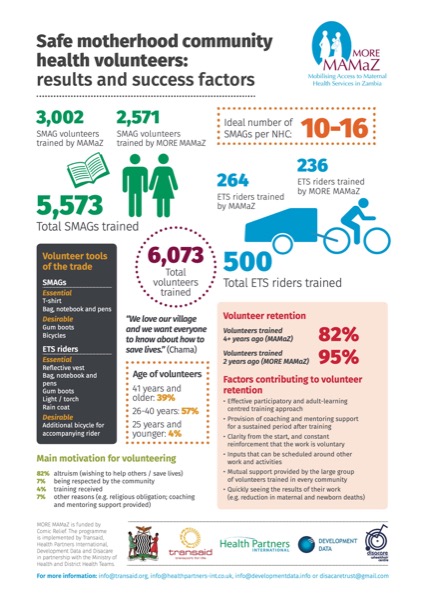 Safe motherhood community
health volunteers:
results and success factors
MORE
MAMaZ
Mobilising Access to Maternal
Health Services in Zambia
3,002
SMAG volunteers
trained by MAMaZ
2,571
SMAG volunteers
trained by MORE MAMaZ
Ideal number of
SMAGs per NHC:
10-16
5,573
Total SMAGs trained
264
ETS riders trained
by MAMaZ
236
ETS riders trained
by MORE MAMaZ
500
Total ETS riders trained
6,073
Total
volunteers
trained
Volunteer tools
of the trade
SMAGs
Essential
T-shirt
Bag, notebook and pens
Desirable
Gum boots
Bicycles
ETS riders
Essential
Reflective vest
Bag, notebook and
pens
Gum boots
Light / torch
Rain coat
Desirable
Additional bicycle for
accompanying rider
"We love our village
and we want everyone
to know about how to
save lives." (Chama)
Age of volunteers
41 years and
older: 39%
26-40 years: 57%
25 years and
younger: 4%
Volunteer retention
Volunteers trained
4+ years ago (MAMaZ)
82%
Volunteers trained
2 years ago (MORE MAMaZ)
95%
Factors contributing to volunteer
retention
- Effective participatory and adult-learning
centred training approach
- Provision of coaching and mentoring support
for a sustained period after training
- Clarity from the start, and constant
reinforcement that the work is voluntary
- Inputs that can be scheduled around other
work and activities
- Mutual support provided by the large group
of volunteers trained in every community
- Quickly seeing the results of their work
(e.g. reduction in maternal and newborn deaths)
Main motivation for volunteering
82% altruism (wishing to help others / save lives)
7% being respected by the community
4% training received
7% other reasons (e.g. religious obligation; coaching
and mentoring support provided)
MORE MAMaZ is funded by
Comic Relief. The programme
is implemented by Transaid,
Health Partners International,
Development Data and Disacare
in partnership with the Ministry of
Health and District Health Teams.
transaid
Health Partners
INTERNATIONAL
DEVELOPMENT
DATA
disacare
For more information: info@transaid.org, info@healthpartners-int.co.uk, info@developmentdata.info or disacaretrust@gmail.com